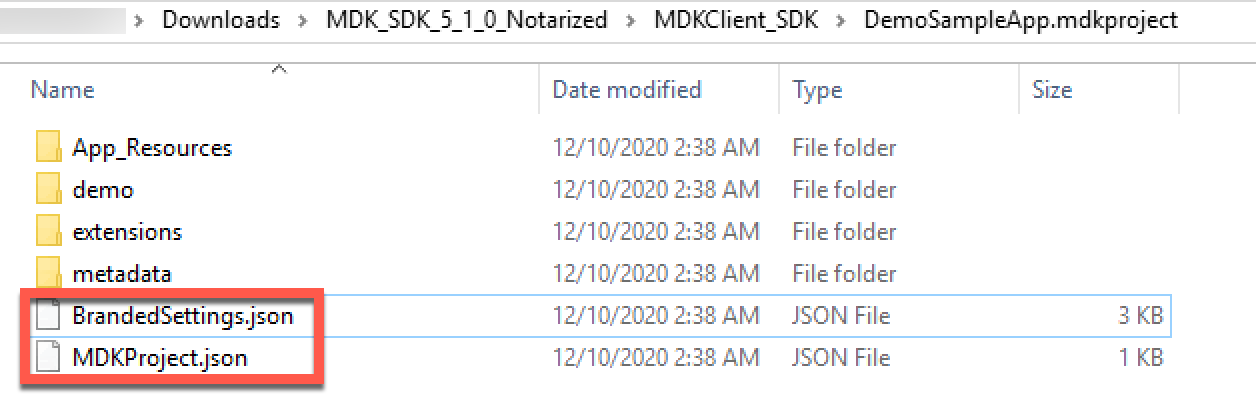 Downloads > MDK_SDK_5_1_0_Notarized > MDKClient_SDK > DemoSampleApp.mdkproject
Name Date modified Type Size
App_Resources 12/10/2020 2:38 AM File folder
demo 12/10/2020 2:38 AM File folder
extensions 12/10/2020 2:38 AM File folder
metadata 12/10/2020 2:38 AM File folder
BrandedSettings.json 12/10/2020 2:38 AM JSON File 3 KB
MDKProject.json 12/10/2020 2:38 AM JSON File 1 KB